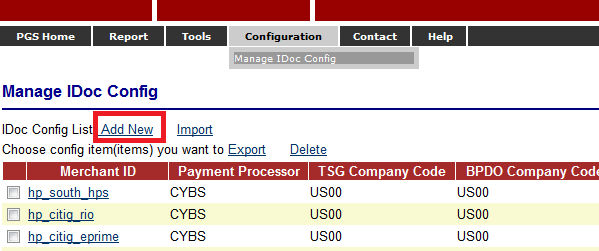 PGS Home Report Tools Configuration Contact Help
Manage IDoc Config
Manage IDoc Config
IDoc Config List Add New Import
Choose config item(items) you want to Export Delete
Merchant ID Payment Processor TSG Company Code BPDO Company Code
hp_south_hps CYBS US00 US00
hp_citig_rio CYBS US00 US00
hp_citig_eprime CYBS US00 US00